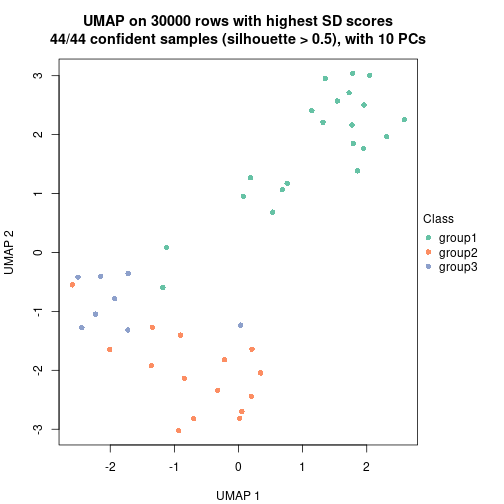 UMAP on 30000 rows with highest SD scores
44/44 confident samples (silhouette > 0.5), with 10 PCs
3
2
1
0
-1
-2
-3
UMAP 2
-2
-1
0
1
2
UMAP 1
Class
group1
group2
group3